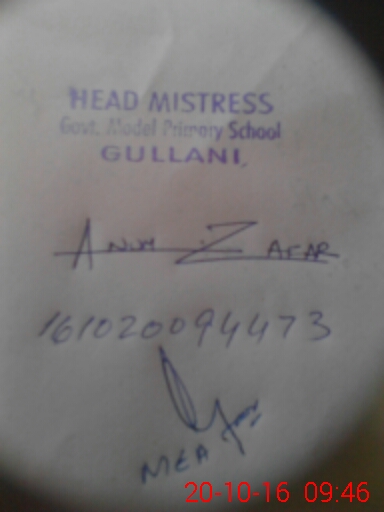 HEAD MISTRESS
Govt. Model Primary School
GULLANI,
ANUM ZAFAR
161020094473
MEA
20-10-16 09:46